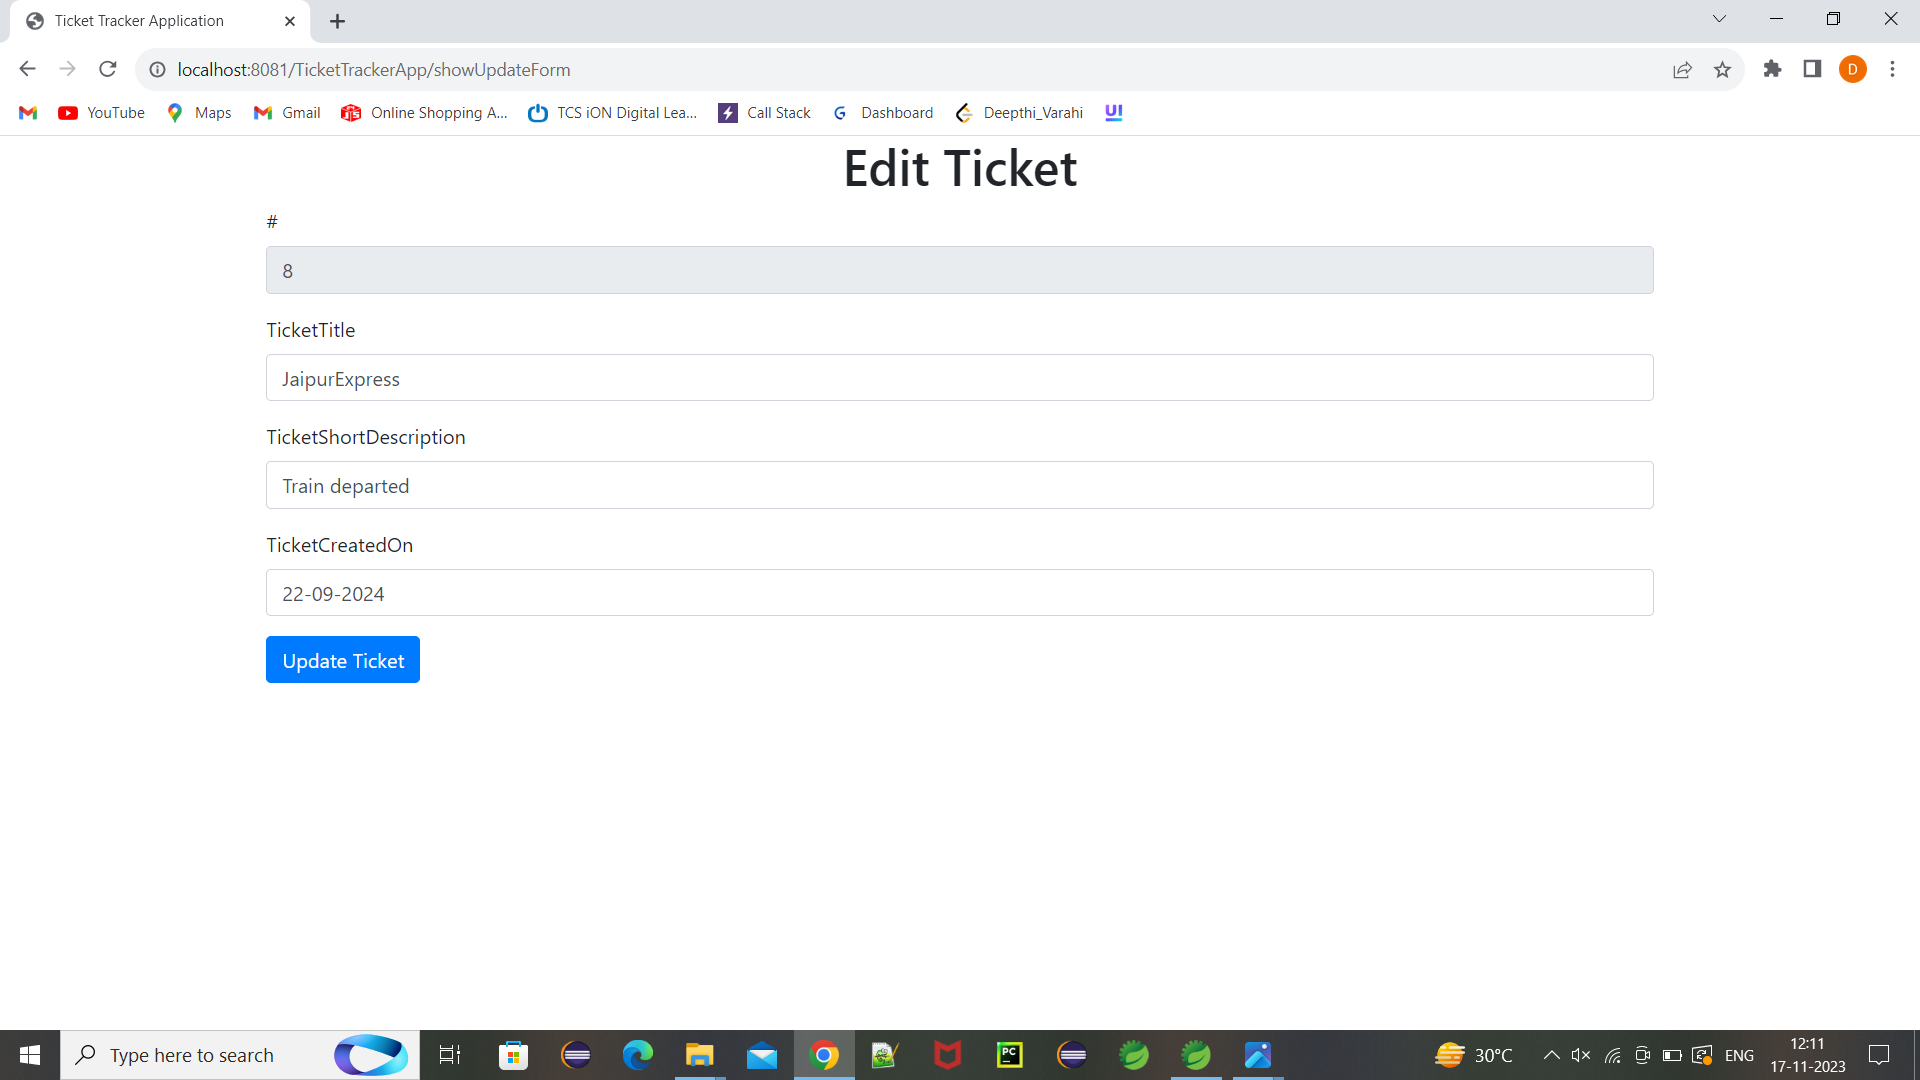 Ticket Tracker Application
localhost:8081/TicketTrackerApp/showUpdateForm
D
YouTube Maps Gmail Online Shopping A... TCS iON Digital Lea... Call Stack Dashboard Deepthi_Varahi UI
Edit Ticket
#
8
TicketTitle
JaipurExpress
TicketShortDescription
Train departed
TicketCreatedOn
22-09-2024
Update Ticket
Type here to search
PC
30°C
ENG
12:11
17-11-2023